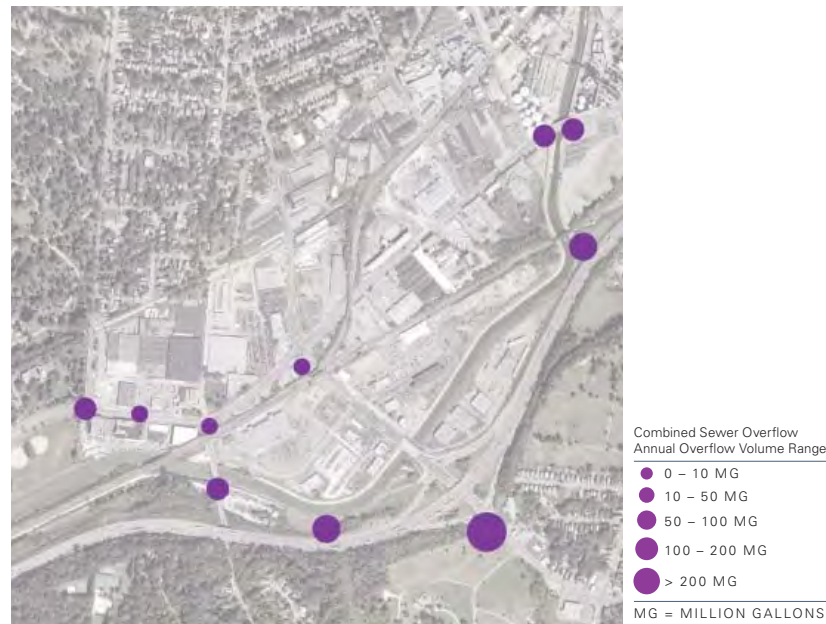 Combined Sewer Overflow
Annual Overflow Volume Range
0 – 10 MG
10 – 50 MG
50 – 100 MG
100 – 200 MG
> 200 MG
MG = MILLION GALLONS